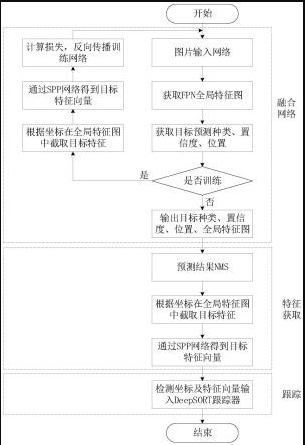 开始
图片输入网络
获取FPN全局特征图
获取目标预测种类、置
信度、位置
是否训练
是
否
根据坐标在全局特征图
中截取目标特征
通过SPP网络得到目标
特征向量
计算损失，反向传播训
练网络
输出目标种类、置信
度、位置、全局特征图
融合
网络
预测结果NMS
根据坐标在全局特征图
中截取目标特征
通过SPP网络得到目标
特征向量
特征
获取
检测坐标及特征向量输
入DeepSORT跟踪器
跟踪
结束